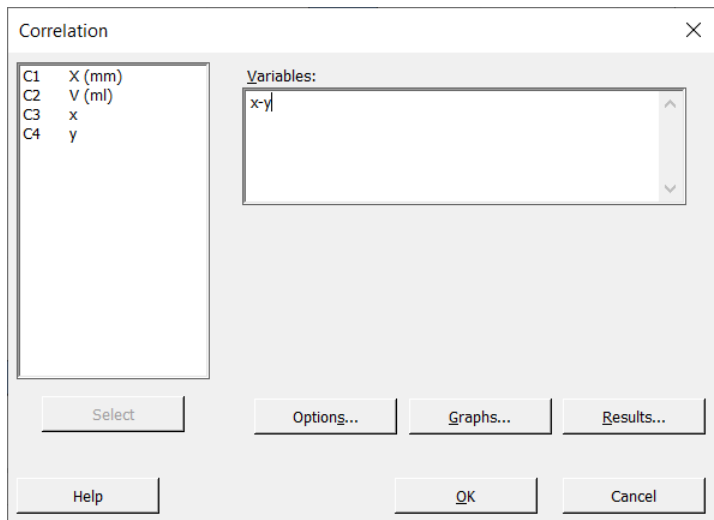 Correlation
C1 X (mm)
C2 V (ml)
C3 x
C4 y
Variables:
x-y
Select
Options...
Graphs...
Results...
Help
OK
Cancel